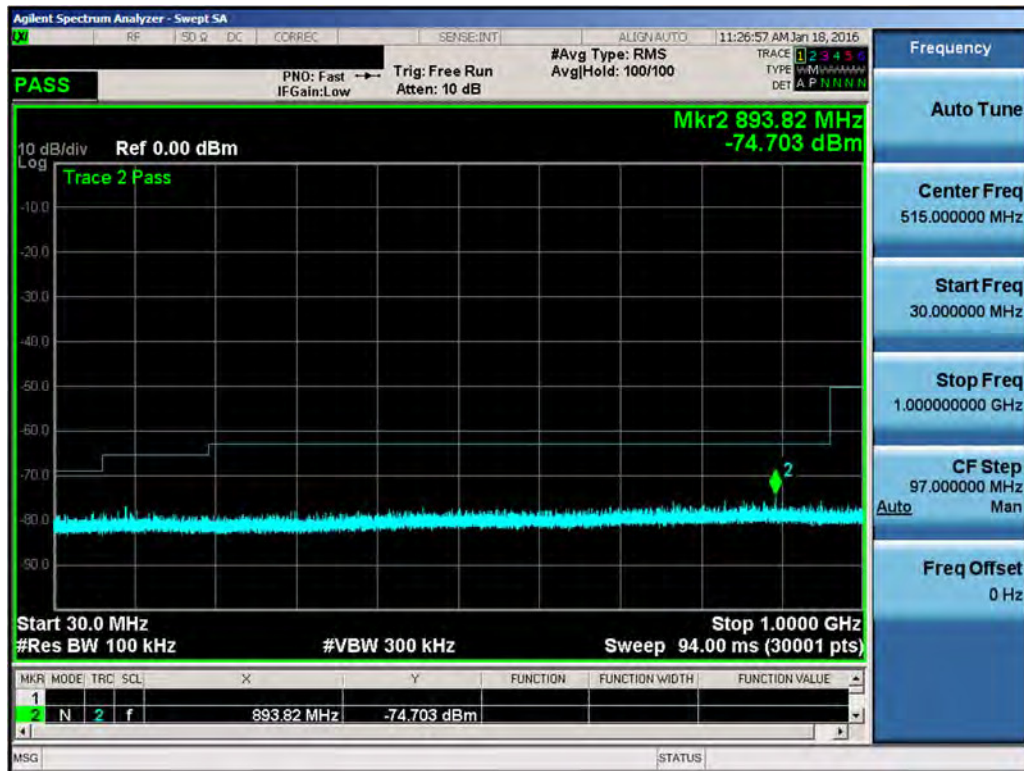 Agilent Spectrum Analyzer - Swept SA
RF 50 Ω DC CORREC SENSE:INT ALIGN AUTO 11:26:57 AM Jan 18, 2016
PASS
PNO: Fast
IFGain:Low
Trig: Free Run
Atten: 10 dB
#Avg Type: RMS
Avg|Hold: 100/100
TRACE 1 2 3 4 5 6
TYPE
DET A P N N N N
Mkr2 893.82 MHz
-74.703 dBm
10 dB/div Ref 0.00 dBm
Log
Trace 2 Pass
-10.0
-20.0
-30.0
-40.0
-50.0
-60.0
-70.0
-80.0
-90.0
2
Start 30.0 MHz
Stop 1.0000 GHz
#Res BW 100 kHz
#VBW 300 kHz
Sweep 94.00 ms (30001 pts)
MKR MODE TRC SCL X Y FUNCTION FUNCTION WIDTH FUNCTION VALUE
1
2 N 2 f 893.82 MHz -74.703 dBm
MSG
STATUS
Frequency
Auto Tune
Center Freq
515.000000 MHz
Start Freq
30.000000 MHz
Stop Freq
1.000000000 GHz
CF Step
97.000000 MHz
Auto Man
Freq Offset
0 Hz